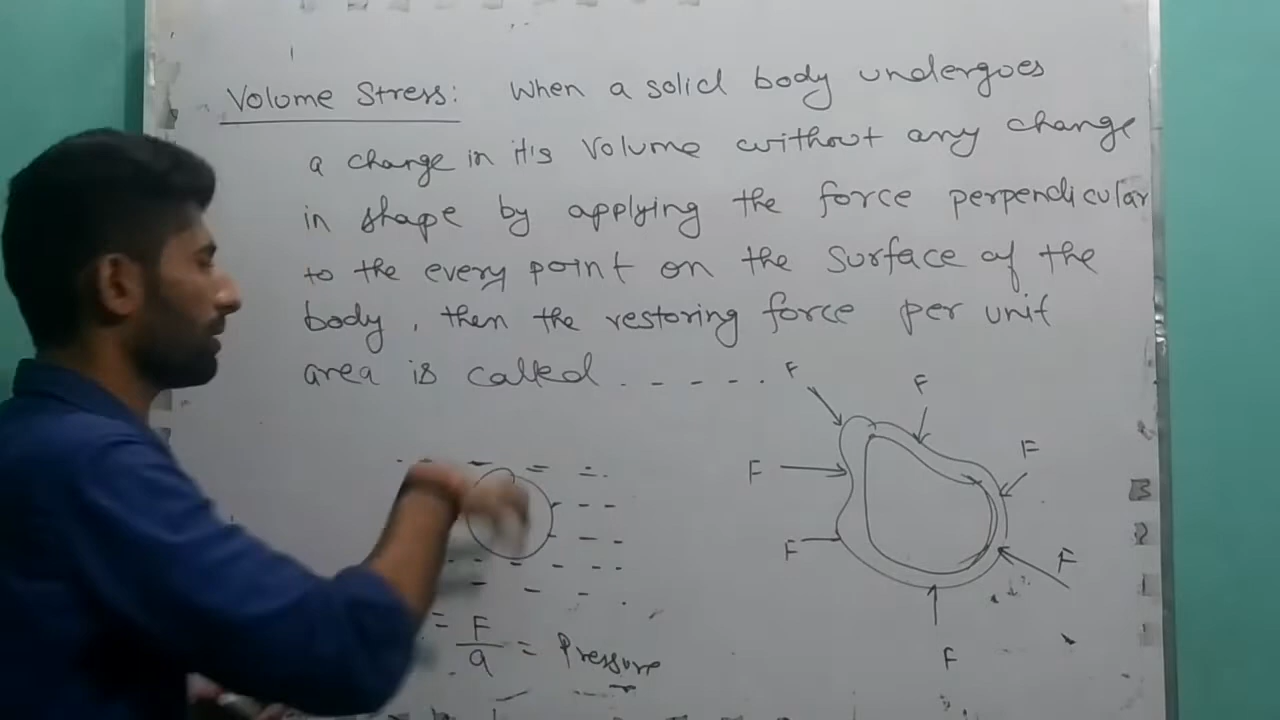 Volume Stress: When a solid body undergoes
a change in it's Volume without any change
in shape by applying the force perpendicular
to the every point on the surface of the
body, then the restoring force per unit
area is called . - - - - - .
F
F
F
F
F
F
F
= F/a = Pressure